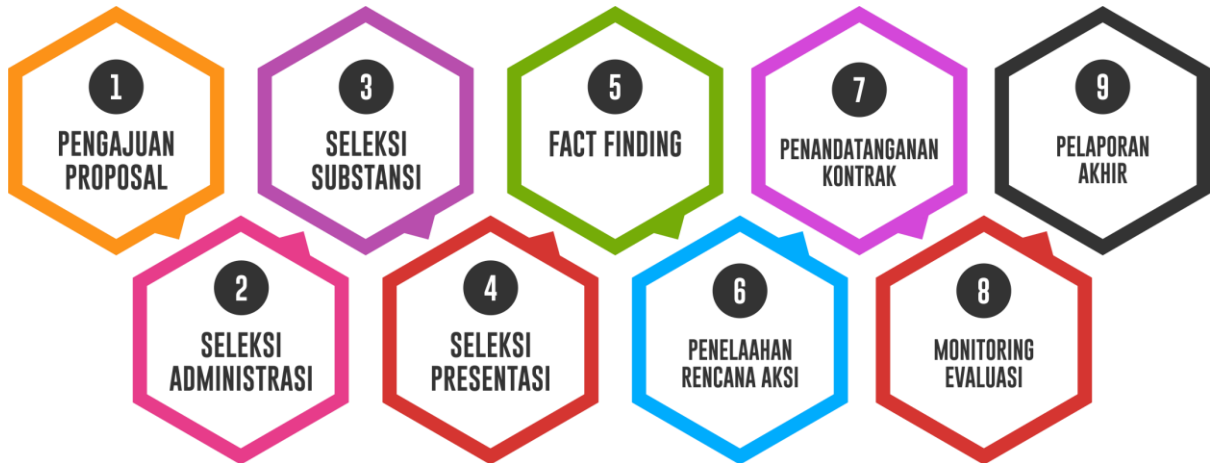 1
PENGAJUAN
PROPOSAL
2
SELEKSI
ADMINISTRASI
3
SELEKSI
SUBSTANSI
4
SELEKSI
PRESENTASI
5
FACT FINDING
6
PENELAAHAN
RENCANA AKSI
7
PENANDATANGANAN
KONTRAK
8
MONITORING
EVALUASI
9
PELAPORAN
AKHIR